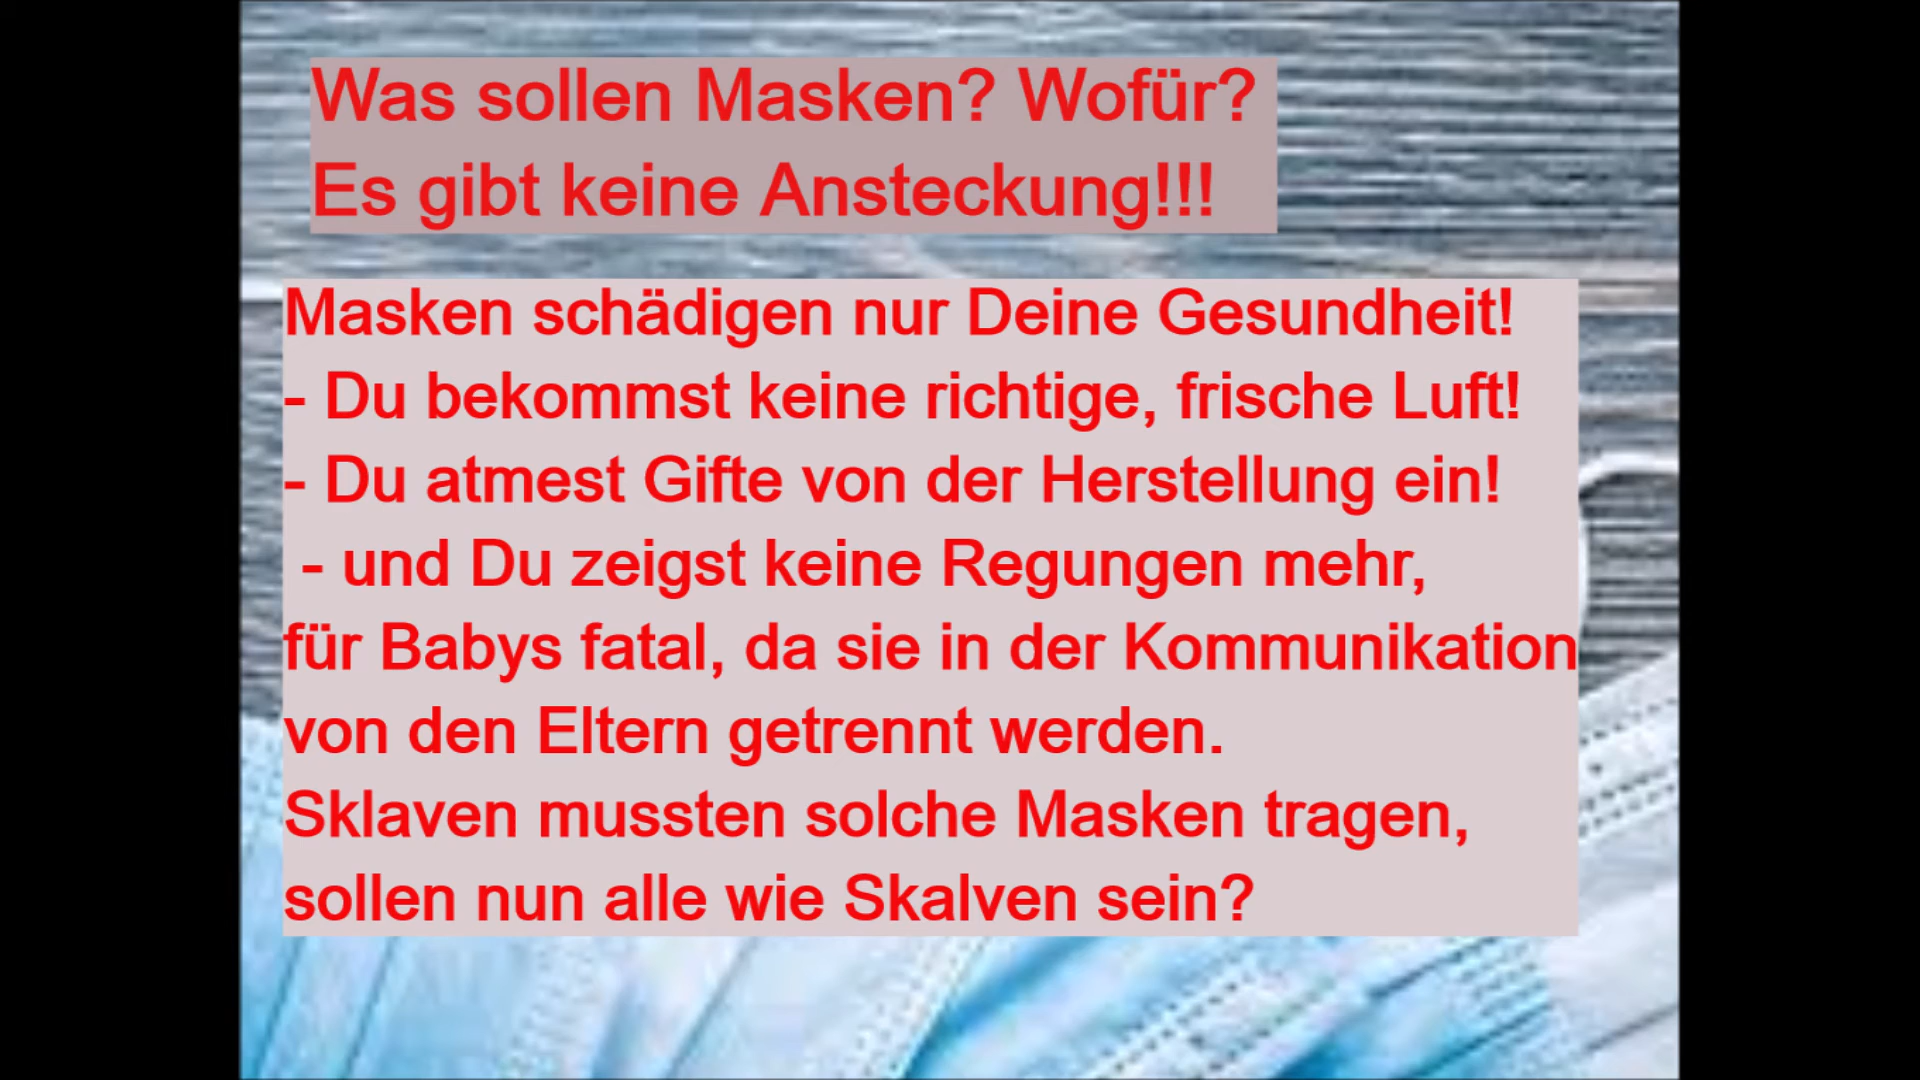 Was sollen Masken? Wofür?
Es gibt keine Ansteckung!!!
Masken schädigen nur Deine Gesundheit!
- Du bekommst keine richtige, frische Luft!
- Du atmest Gifte von der Herstellung ein!
- und Du zeigst keine Regungen mehr,
für Babys fatal, da sie in der Kommunikation
von den Eltern getrennt werden.
Sklaven mussten solche Masken tragen,
sollen nun alle wie Skalven sein?